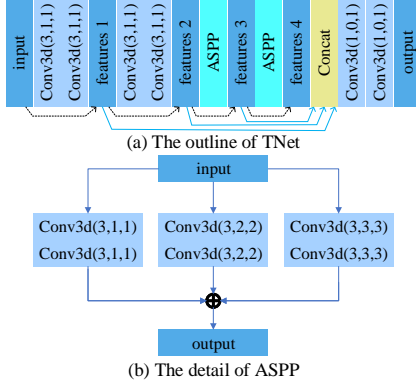 input
Conv3d(3,1,1)
Conv3d(3,1,1)
features 1
Conv3d(3,1,1)
Conv3d(3,1,1)
features 2
ASPP
features 3
ASPP
features 4
Concat
Conv3d(1,0,1)
Conv3d(1,0,1)
output
(a) The outline of TNet
input
Conv3d(3,1,1)
Conv3d(3,1,1)
Conv3d(3,2,2)
Conv3d(3,2,2)
Conv3d(3,3,3)
Conv3d(3,3,3)
output
(b) The detail of ASPP